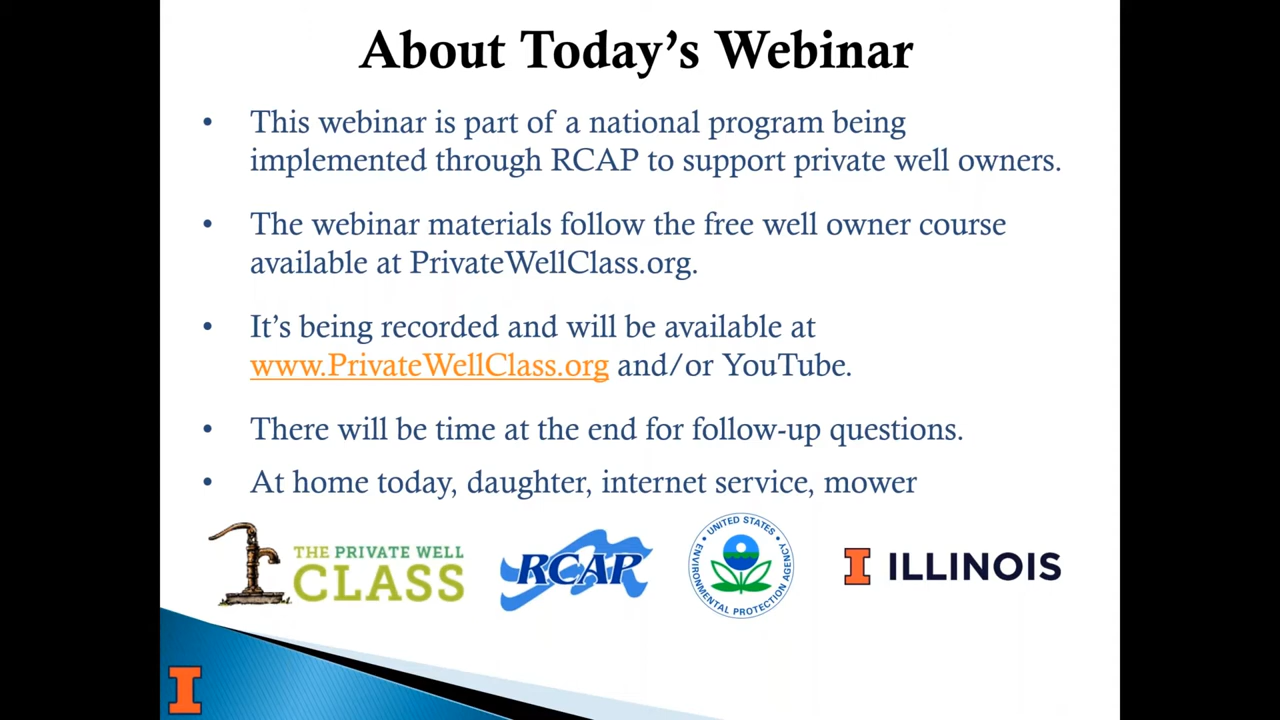 About Today’s Webinar
• This webinar is part of a national program being
implemented through RCAP to support private well owners.
• The webinar materials follow the free well owner course
available at PrivateWellClass.org.
• It’s being recorded and will be available at
www.PrivateWellClass.org and/or YouTube.
• There will be time at the end for follow-up questions.
• At home today, daughter, internet service, mower
THE PRIVATE WELL
CLASS
RCAP
UNITED STATES
ENVIRONMENTAL PROTECTION AGENCY
I ILLINOIS
I